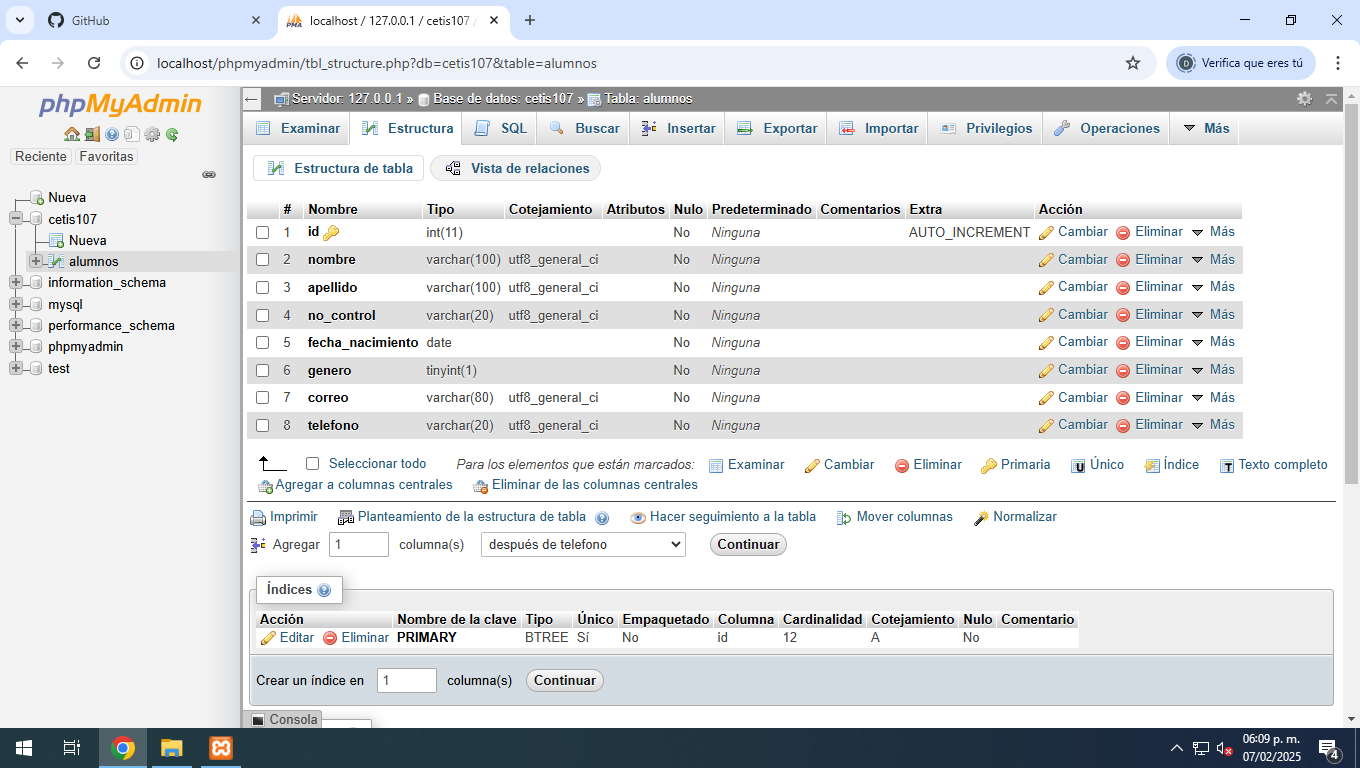 GitHub
localhost / 127.0.0.1 / cetis107 /
localhost/phpmyadmin/tbl_structure.php?db=cetis107&table=alumnos
D Verifica que eres tú
phpMyAdmin
Reciente Favoritas
Nueva
cetis107
Nueva
alumnos
information_schema
mysql
performance_schema
phpmyadmin
test
Servidor: 127.0.0.1 » Base de datos: cetis107 » Tabla: alumnos
Examinar Estructura SQL Buscar Insertar Exportar Importar Privilegios Operaciones Más
Estructura de tabla Vista de relaciones
# Nombre Tipo Cotejamiento Atributos Nulo Predeterminado Comentarios Extra Acción
1 id int(11) No Ninguna AUTO_INCREMENT Cambiar Eliminar Más
2 nombre varchar(100) utf8_general_ci No Ninguna Cambiar Eliminar Más
3 apellido varchar(100) utf8_general_ci No Ninguna Cambiar Eliminar Más
4 no_control varchar(20) utf8_general_ci No Ninguna Cambiar Eliminar Más
5 fecha_nacimiento date No Ninguna Cambiar Eliminar Más
6 genero tinyint(1) No Ninguna Cambiar Eliminar Más
7 correo varchar(80) utf8_general_ci No Ninguna Cambiar Eliminar Más
8 telefono varchar(20) utf8_general_ci No Ninguna Cambiar Eliminar Más
Seleccionar todo Para los elementos que están marcados: Examinar Cambiar Eliminar Primaria Único Índice Texto completo
Agregar a columnas centrales Eliminar de las columnas centrales
Imprimir Planteamiento de la estructura de tabla Hacer seguimiento a la tabla Mover columnas Normalizar
Agregar 1 columna(s) después de telefono Continuar
Índices
Acción Nombre de la clave Tipo Único Empaquetado Columna Cardinalidad Cotejamiento Nulo Comentario
Editar Eliminar PRIMARY BTREE Sí No id 12 A No
Crear un índice en 1 columna(s) Continuar
Consola
06:09 p. m.
07/02/2025
4